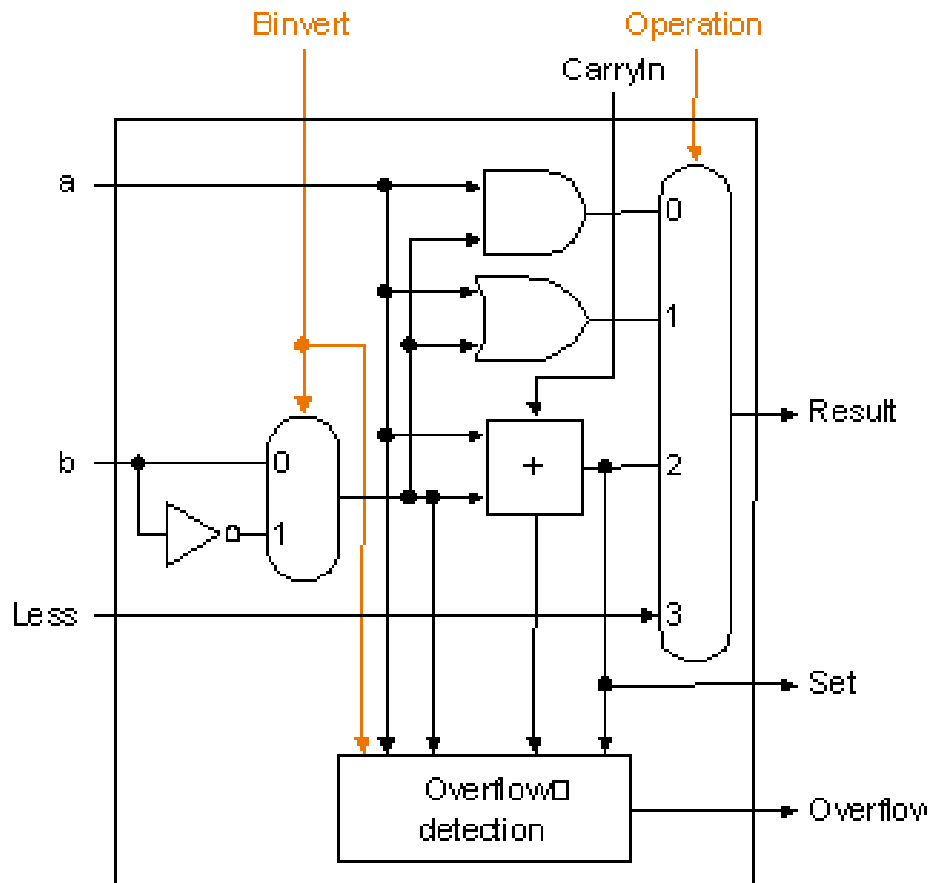 Binvert
Operation
CarryIn
a
0
1
b
0
+
2
Result
1
Less
3
Set
Overflow
detection
Overflow